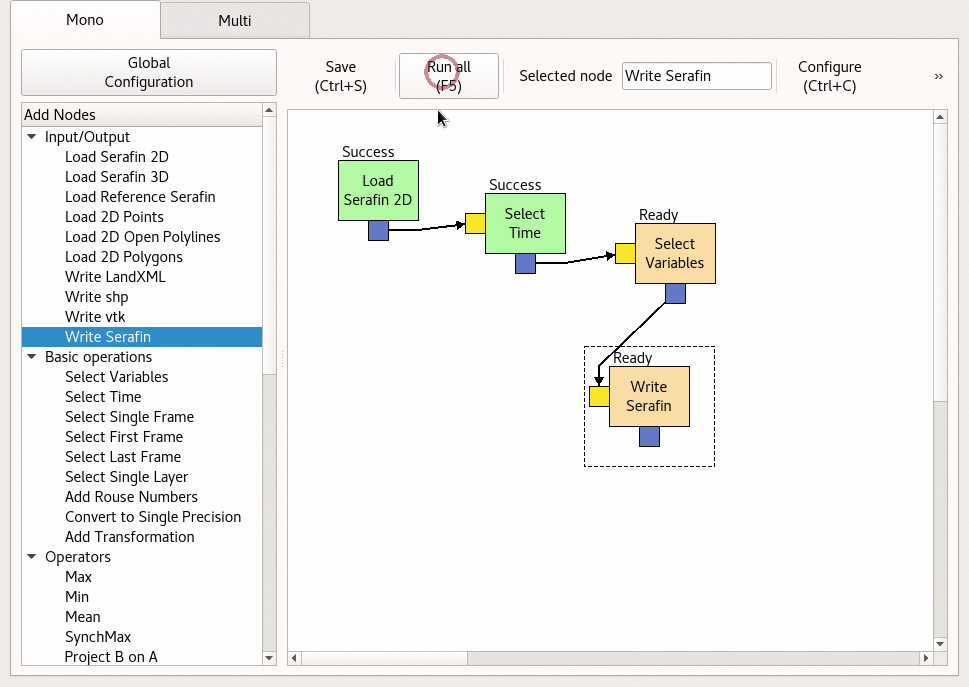 Mono
Multi
Global
Configuration
Save
(Ctrl+S)
Run all
(F5)
Selected node
Write Serafin
Configure
(Ctrl+C)
»
Add Nodes
Input/Output
Load Serafin 2D
Load Serafin 3D
Load Reference Serafin
Load 2D Points
Load 2D Open Polylines
Load 2D Polygons
Write LandXML
Write shp
Write vtk
Write Serafin
Basic operations
Select Variables
Select Time
Select Single Frame
Select First Frame
Select Last Frame
Select Single Layer
Add Rouse Numbers
Convert to Single Precision
Add Transformation
Operators
Max
Min
Mean
SynchMax
Project B on A
Success
Load
Serafin 2D
Success
Select
Time
Ready
Select
Variables
Ready
Write
Serafin